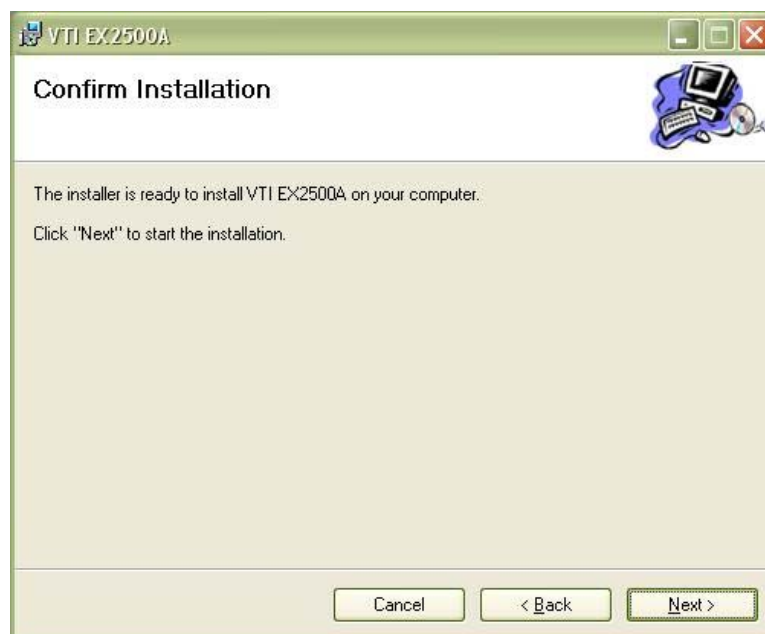 VTI EX2500A
Confirm Installation
The installer is ready to install VTI EX2500A on your computer.
Click "Next" to start the installation.
Cancel
< Back
Next >